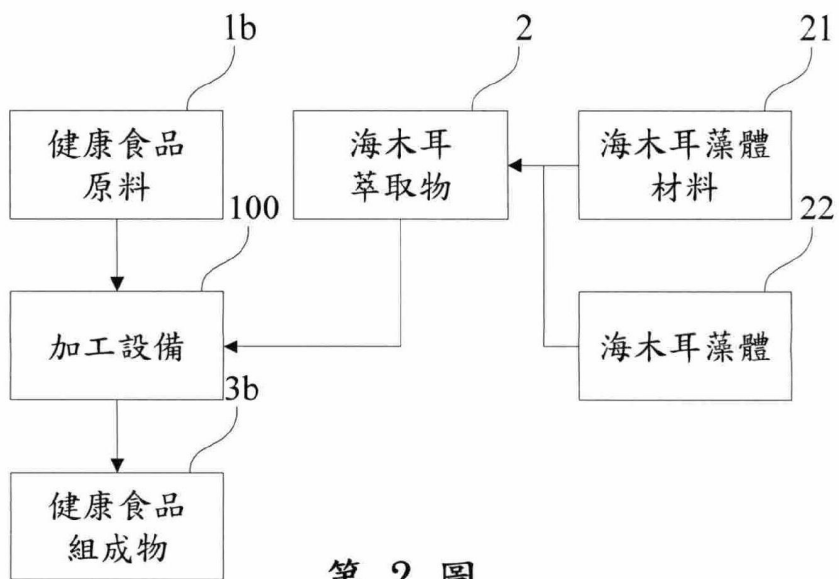 1b
2
21
健康食品
原料
海木耳
萃取物
海木耳藻體
材料
100
22
加工設備
海木耳藻體
3b
健康食品
組成物
第 2 圖